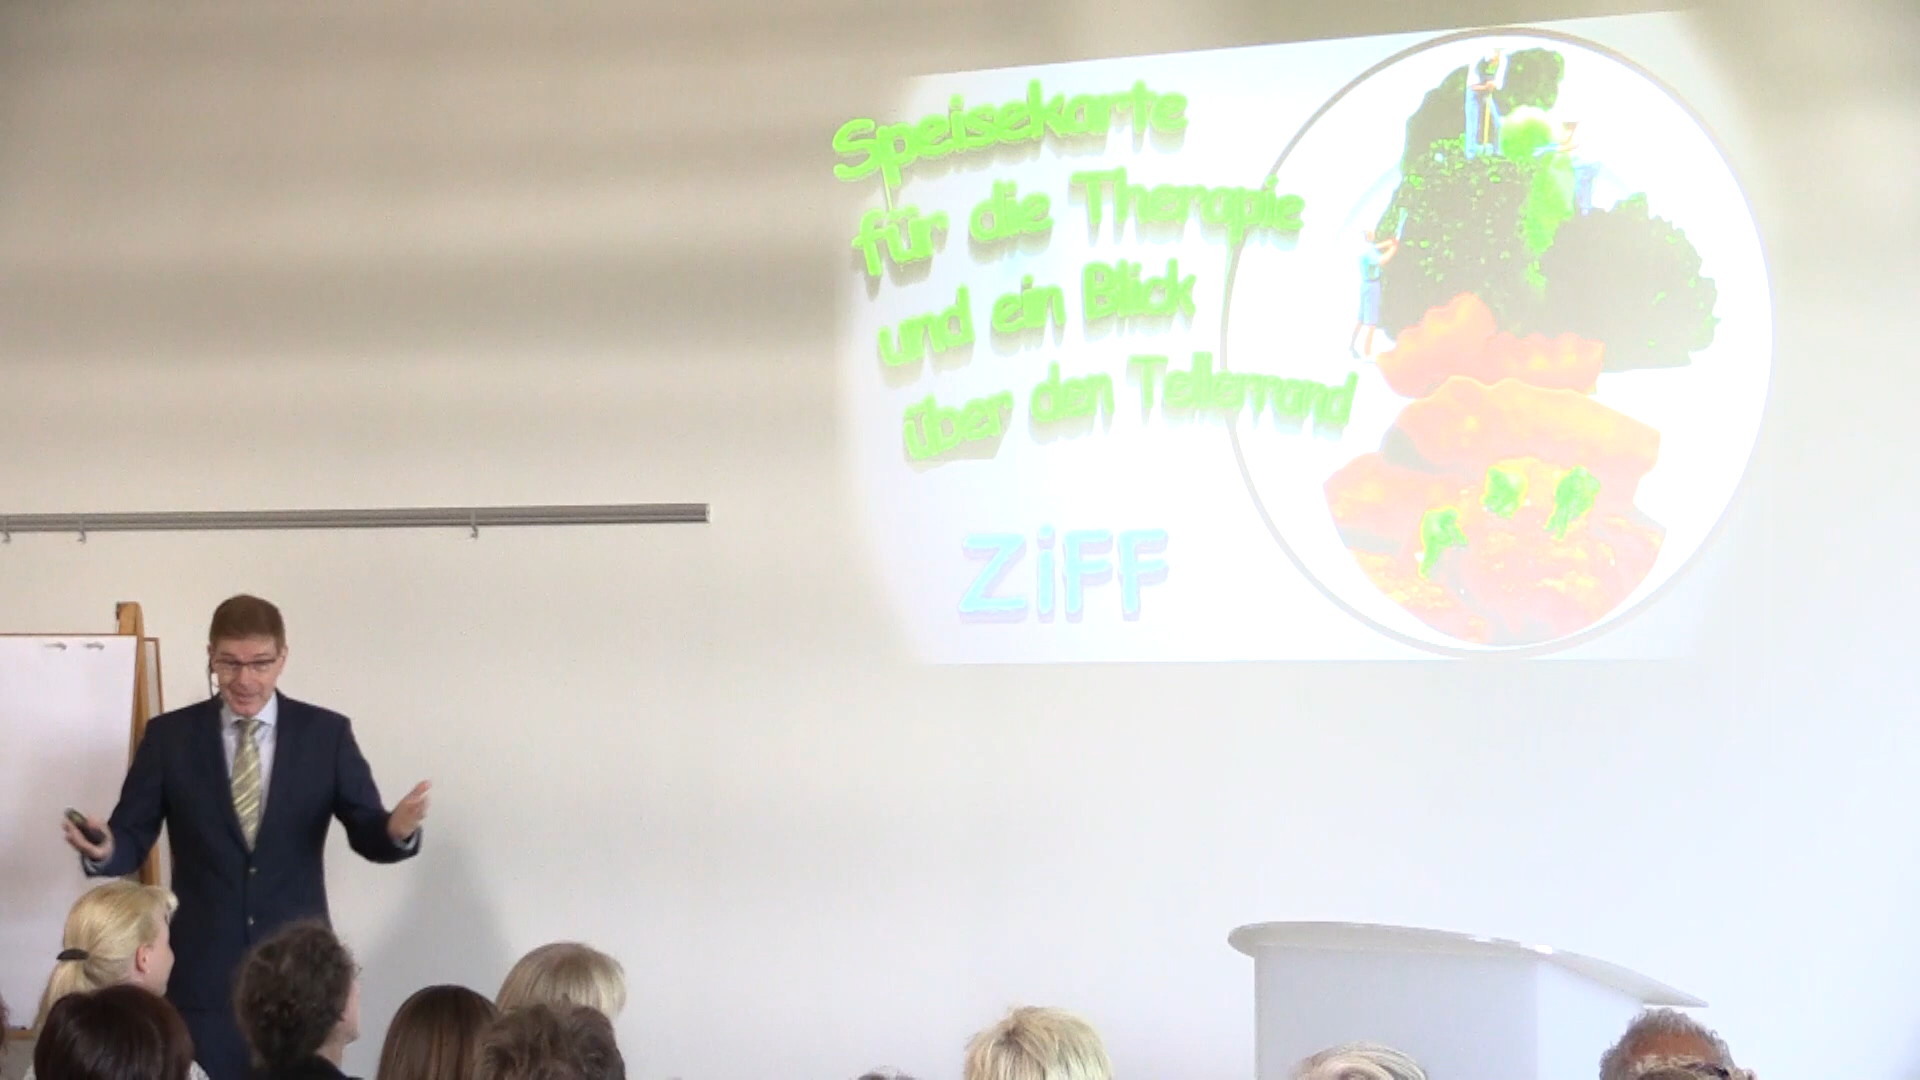 Speisekarte
für die Therapie
und ein Blick
über den Tellerrand
ZiFF